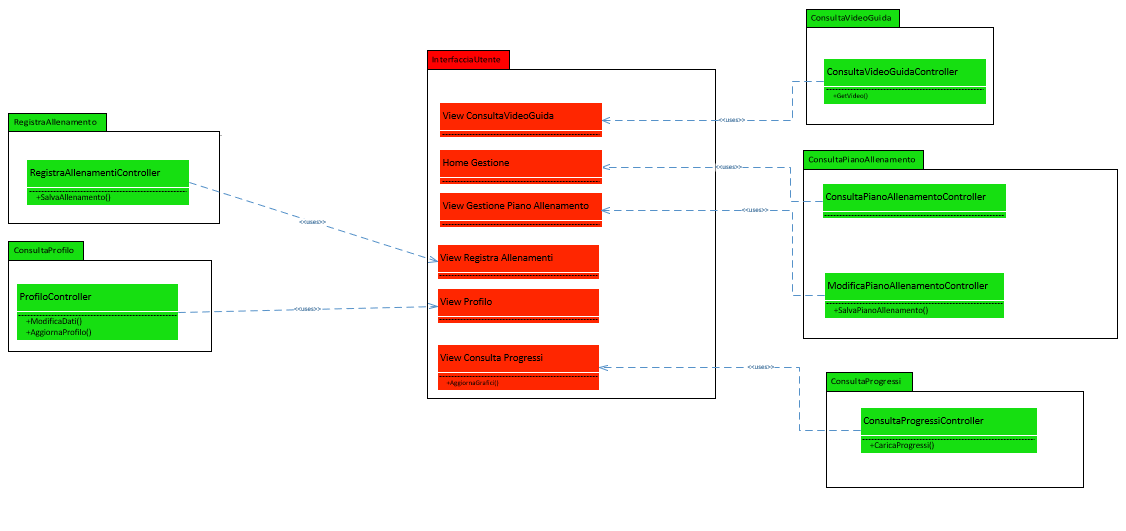 RegistraAllenamento
RegistraAllenamentiController
+SalvaAllenamento()
ConsultaProfilo
ProfiloController
+ModificaDati()
+AggiornaProfilo()
<<uses>>
<<uses>>
InterfacciaUtente
View ConsultaVideoGuida
Home Gestione
View Gestione Piano Allenamento
View Registra Allenamenti
View Profilo
View Consulta Progressi
+AggiornaGrafici()
<<uses>>
<<uses>>
<<uses>>
<<uses>>
ConsultaVideoGuida
ConsultaVideoGuidaController
+GetVideo()
ConsultaPianoAllenamento
ConsultaPianoAllenamentoController
ModificaPianoAllenamentoController
+SalvaPianoAllenamento()
ConsultaProgressi
ConsultaProgressiController
+CaricaProgressi()